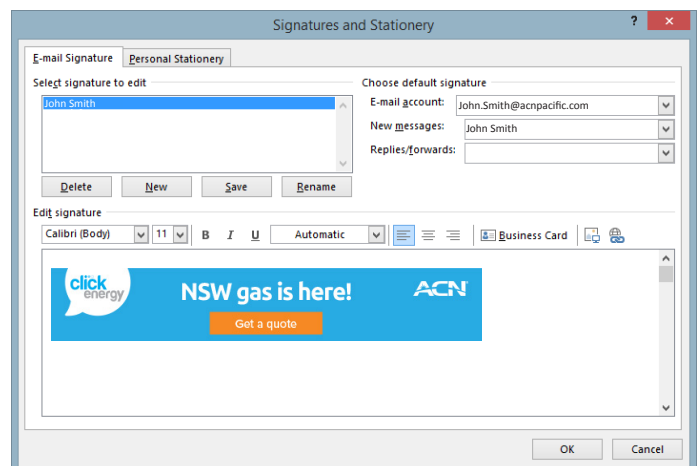 Signatures and Stationery
? ×
E-mail Signature Personal Stationery
Select signature to edit
John Smith
Delete New Save Rename
Choose default signature
E-mail account: John.Smith@acnpacific.com
New messages: John Smith
Replies/forwards:
Edit signature
Calibri (Body) 11 B I U Automatic Business Card
click
energy
NSW gas is here!
Get a quote
ACN
OK Cancel